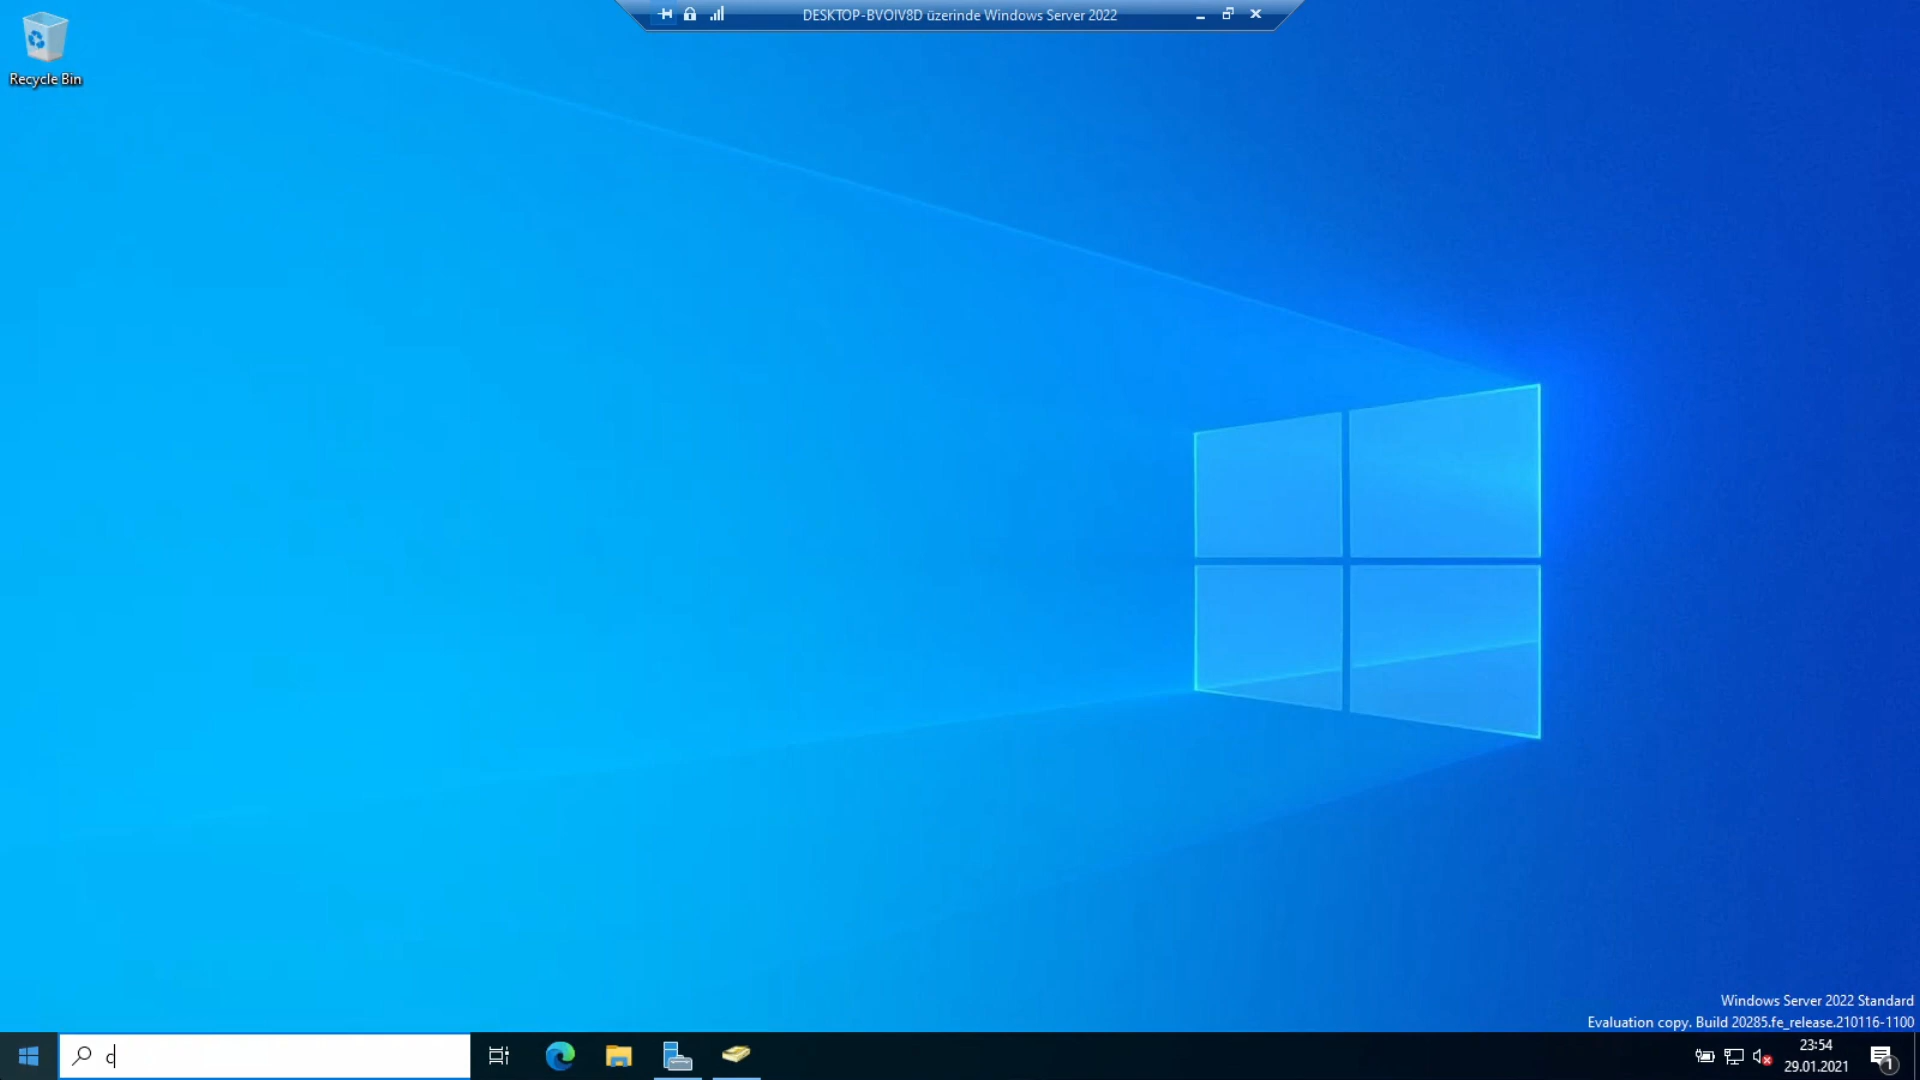 DESKTOP-BVOIV8D üzerinde Windows Server 2022
Recycle Bin
Windows Server 2022 Standard
Evaluation copy. Build 20285.fe_release.210116-1100
c
23:54
29.01.2021
1